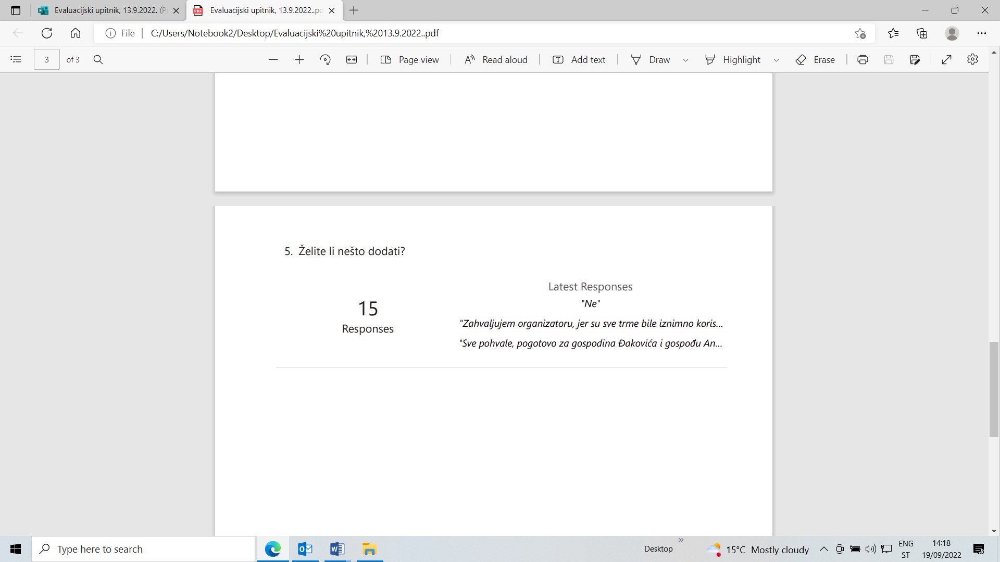 Evaluacijski upitnik, 13.9.2022. (P
Evaluacijski upitnik, 13.9.2022..pd
File
C:/Users/Notebook2/Desktop/Evaluacijski%20upitnik,%2013.9.2022..pdf
3 of 3
Page view
Read aloud
Add text
Draw
Highlight
Erase
5. Želite li nešto dodati?
15
Responses
Latest Responses
"Ne"
"Zahvaljujem organizatoru, jer su sve trme bile iznimno koris...
"Sve pohvale, pogotovo za gospodina Đakovića i gospođu An...
Type here to search
Desktop
15°C Mostly cloudy
ENG
ST
14:18
19/09/2022